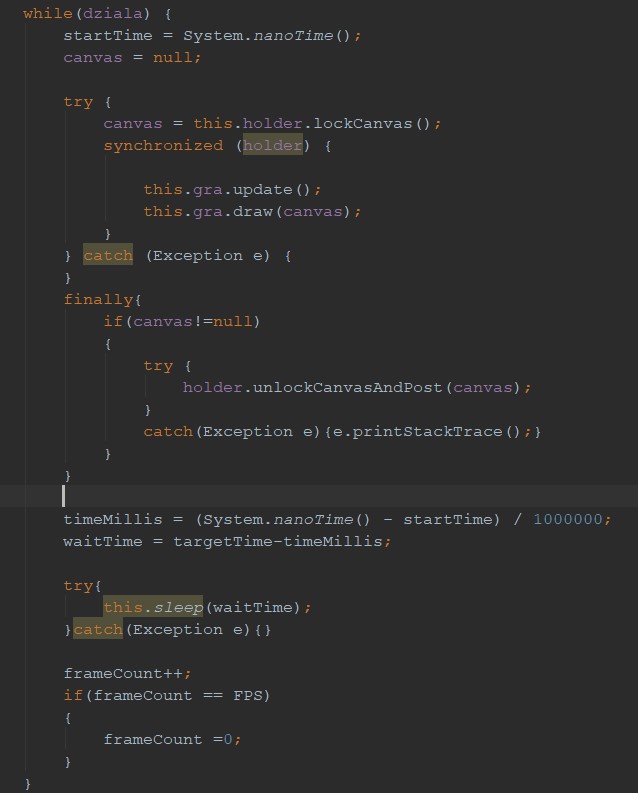 while(dziala) {
startTime = System.nanoTime();
canvas = null;
try {
canvas = this.holder.lockCanvas();
synchronized (holder) {
this.gra.update();
this.gra.draw(canvas);
}
} catch (Exception e) {
}
finally{
if(canvas!=null)
{
try {
holder.unlockCanvasAndPost(canvas);
}
catch(Exception e){e.printStackTrace();}
}
}
timeMillis = (System.nanoTime() - startTime) / 1000000;
waitTime = targetTime-timeMillis;
try{
this.sleep(waitTime);
}catch(Exception e){}
frameCount++;
if(frameCount == FPS)
{
frameCount =0;
}
}